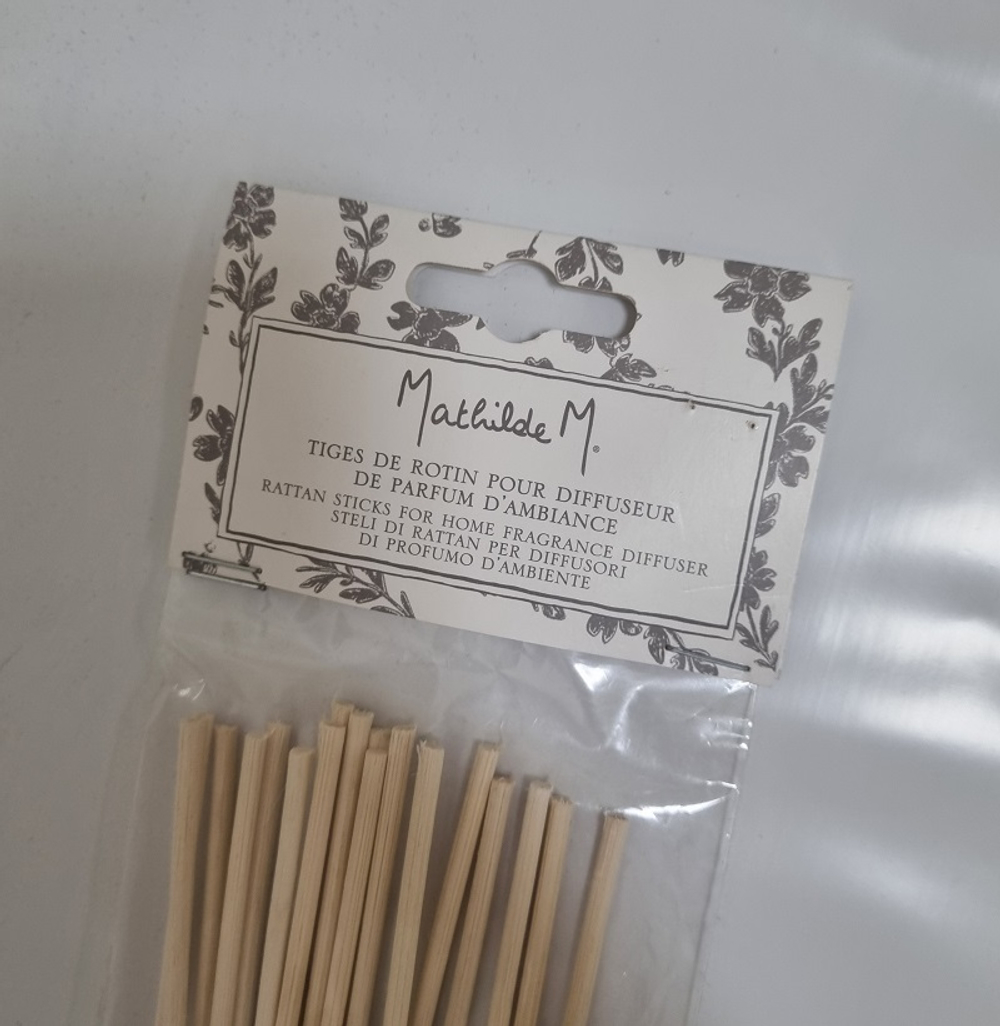 Mathilde M.
TIGES DE ROTIN POUR DIFFUSEUR
DE PARFUM D'AMBIANCE
RATTAN STICKS FOR HOME FRAGRANCE DIFFUSER
STELI DI RATTAN PER DIFFUSORI
DI PROFUMO D'AMBIENTE